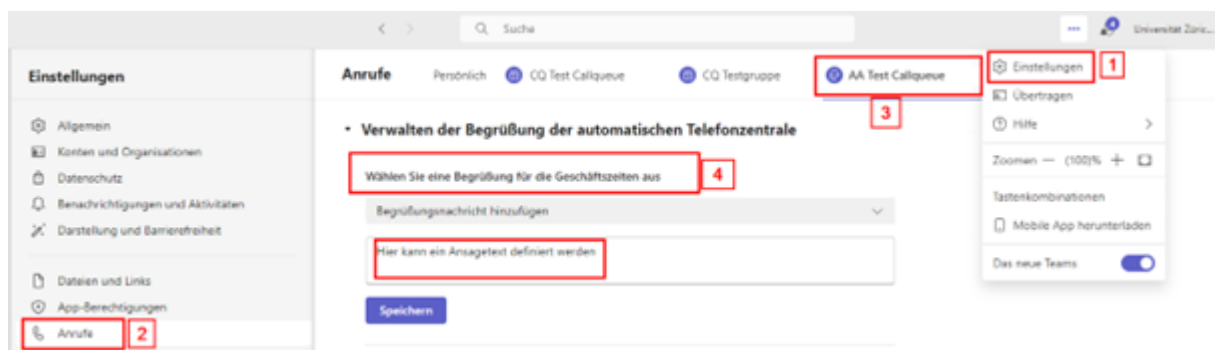 < > Suche ... Universität Züric...
Einstellungen
Allgemein
Konten und Organisationen
Datenschutz
Benachrichtigungen und Aktivitäten
Darstellung und Barrierefreiheit
Dateien und Links
App-Berechtigungen
Anrufe 2
Anrufe Persönlich CQ Test Callqueue CQ Testgruppe AA Test Callqueue
3
Verwalten der Begrüßung der automatischen Telefonzentrale
Wählen Sie eine Begrüßung für die Geschäftszeiten aus 4
Begrüßungsnachricht hinzufügen
Hier kann ein Ansagetext definiert werden
Speichern
Einstellungen 1
Übertragen
Hilfe >
Zoomen — (100)% +
Tastenkombinationen
Mobile App herunterladen
Das neue Teams